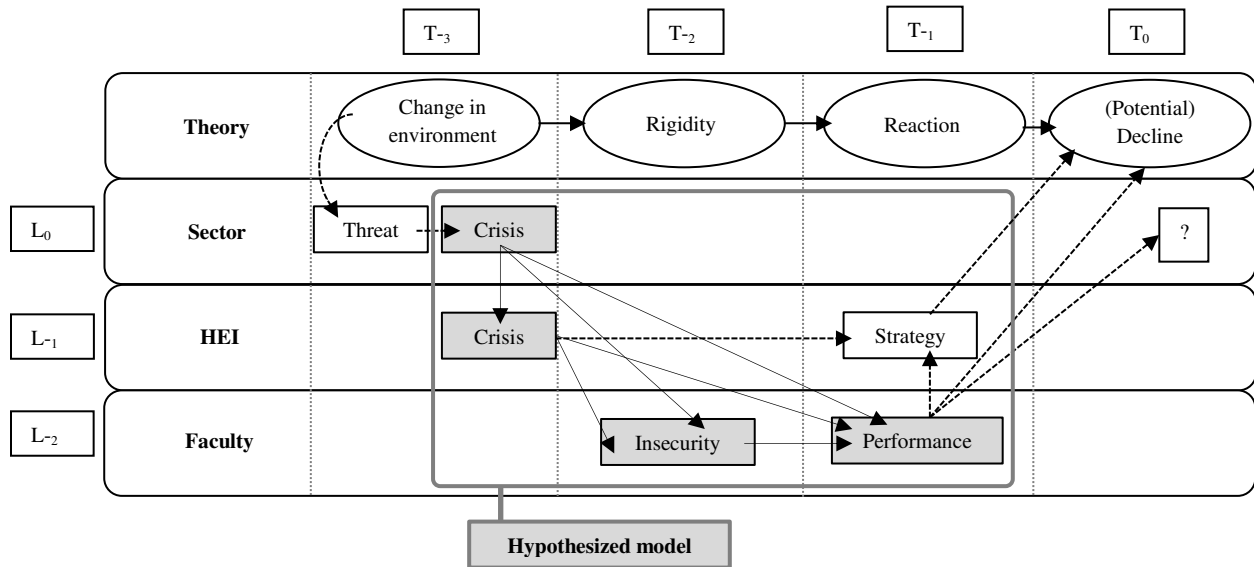 T-3
T-2
T-1
T0
Theory
Change in
environment
Rigidity
Reaction
(Potential)
Decline
L0
Sector
Threat
Crisis
?
L-1
HEI
Crisis
Strategy
L-2
Faculty
Insecurity
Performance
Hypothesized model